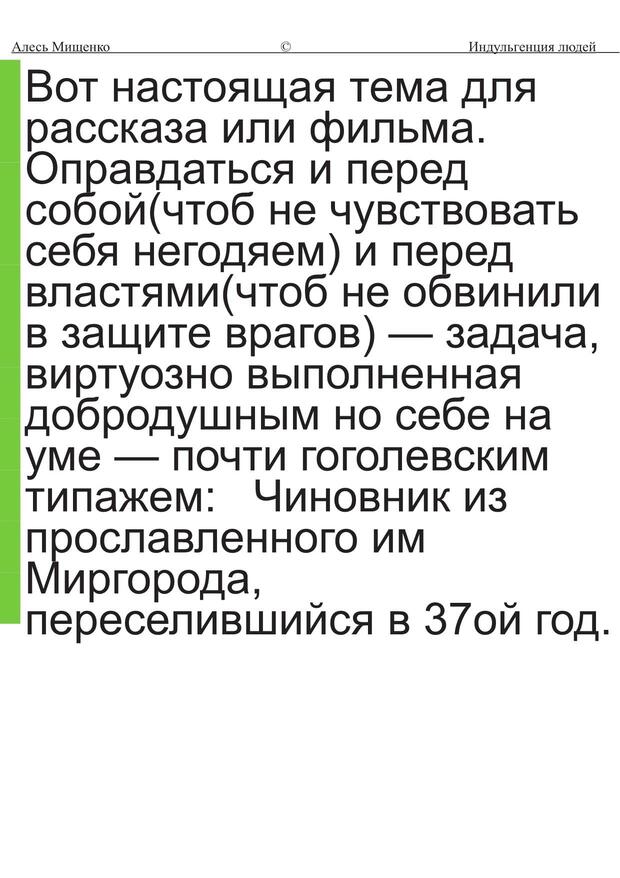 Алесь Мищенко © Индульгенция людей
Вот настоящая тема для
рассказа или фильма.
Оправдаться и перед
собой(чтоб не чувствовать
себя негодяем) и перед
властями(чтоб не обвинили
в защите врагов) — задача,
виртуозно выполненная
добродушным но себе на
уме — почти гоголевским
типажем: Чиновник из
прославленного им
Миргорода,
переселившийся в 37ой год.